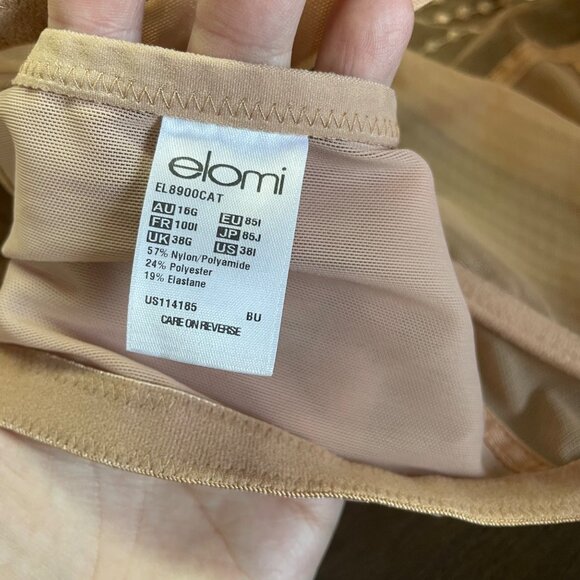 elomi
EL8900CAT
AU 16G EU 85I
FR 100I JP 85J
UK 38G US 38I
57% Nylon/Polyamide
24% Polyester
19% Elastane
US114185 BU
CARE ON REVERSE